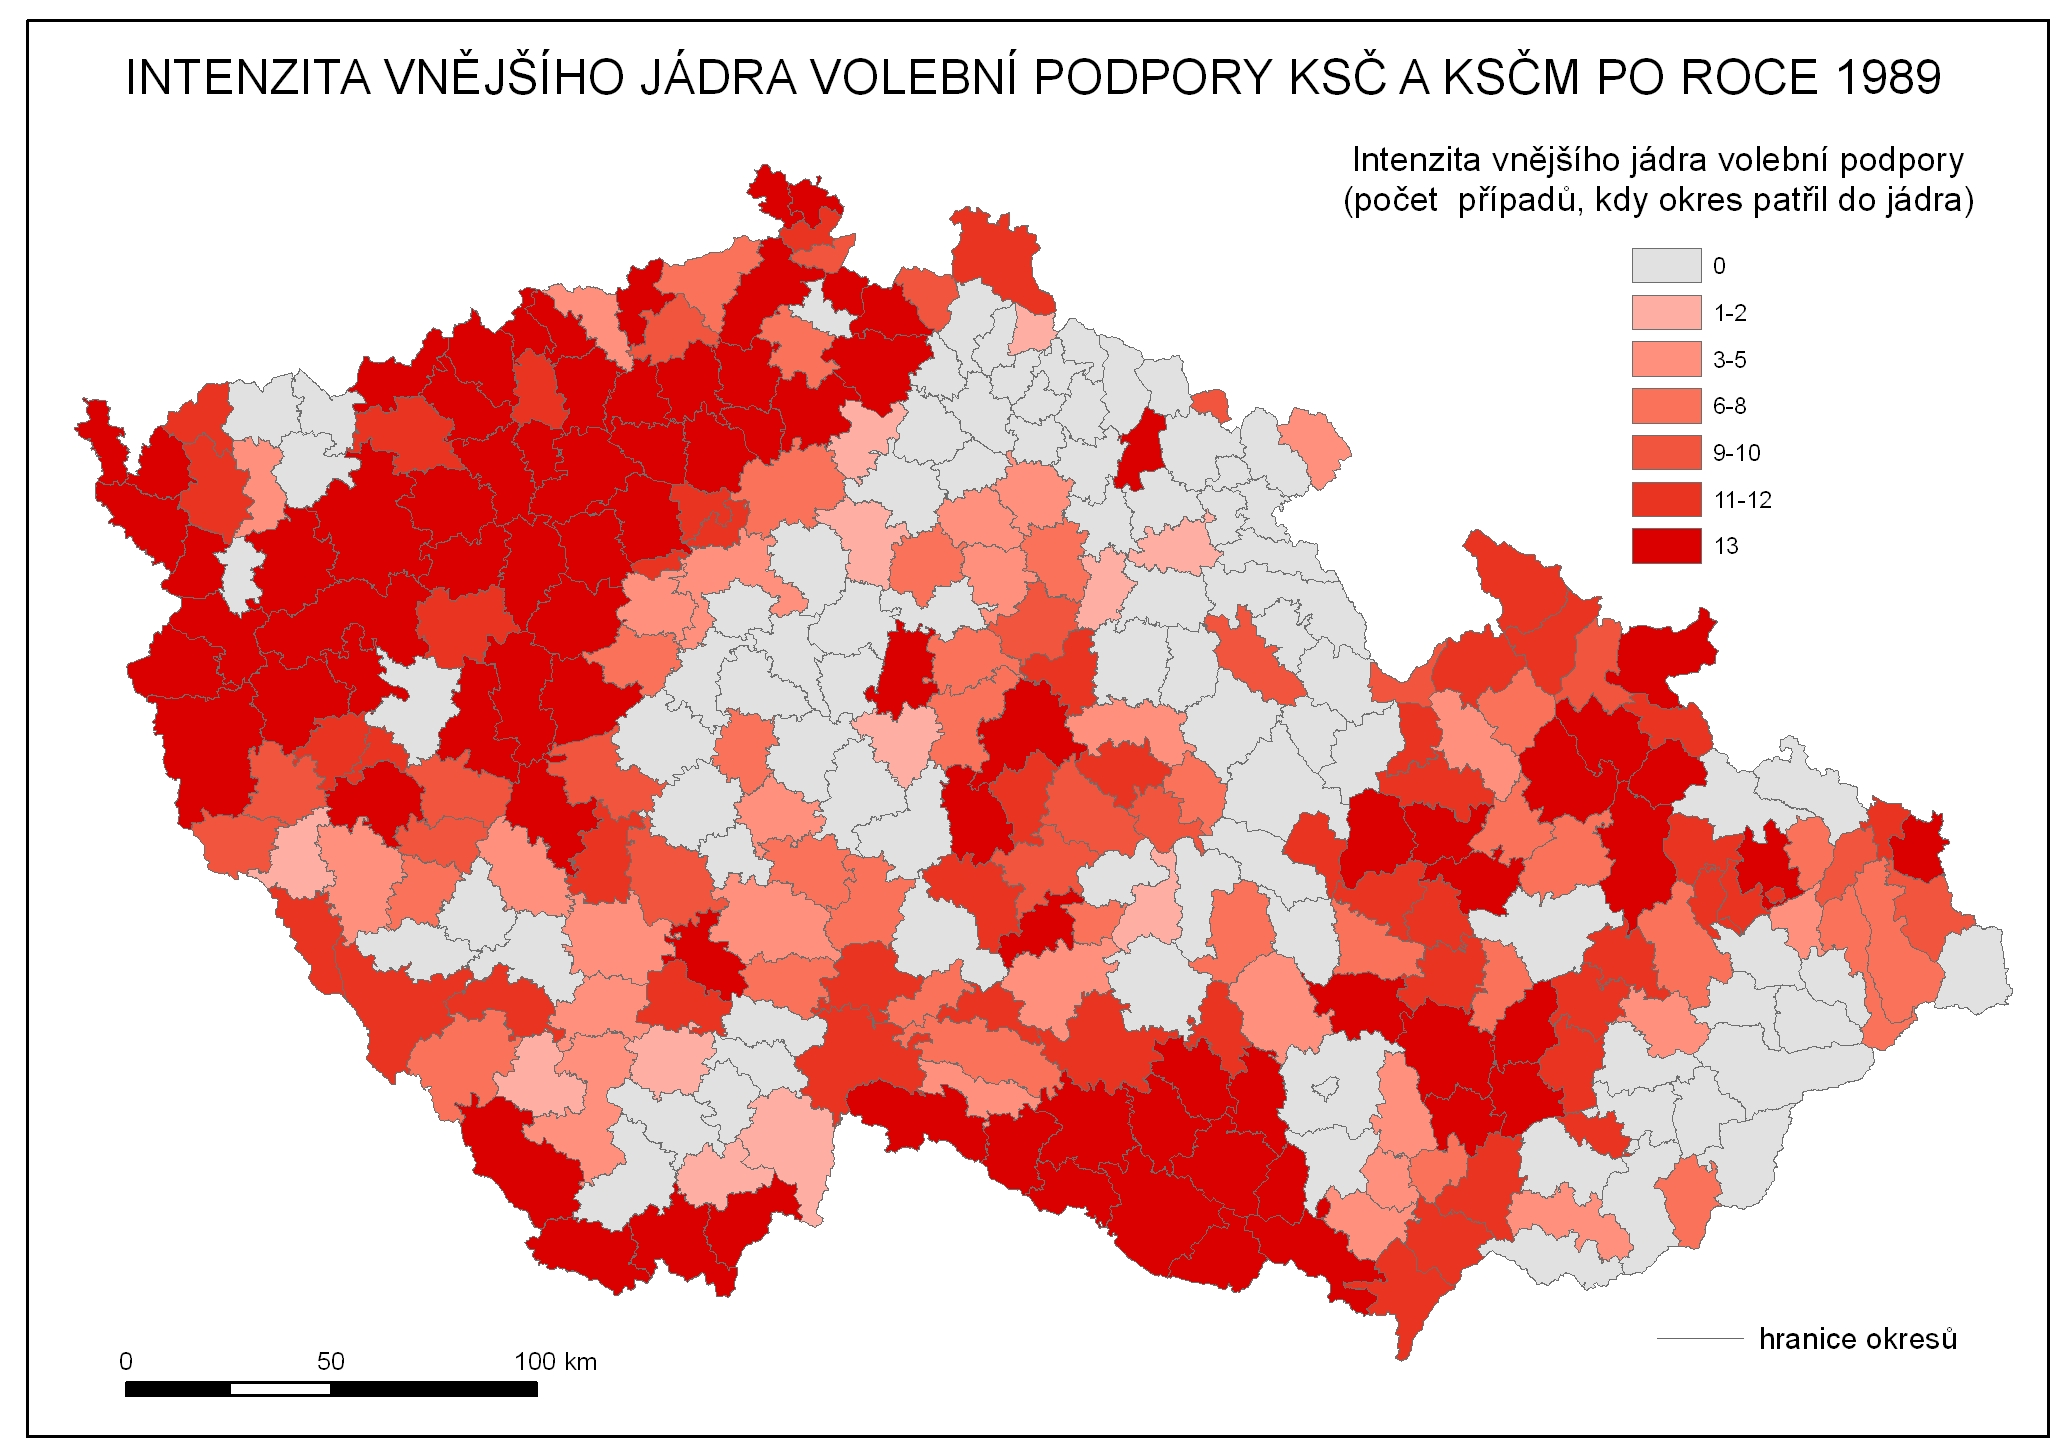 INTENZITA VNĚJŠÍHO JÁDRA VOLEBNÍ PODPORY KSČ A KSČM PO ROCE 1989
Intenzita vnějšího jádra volební podpory
(počet případů, kdy okres patřil do jádra)
0
1-2
3-5
6-8
9-10
11-12
13
hranice okresů
0 50 100 km